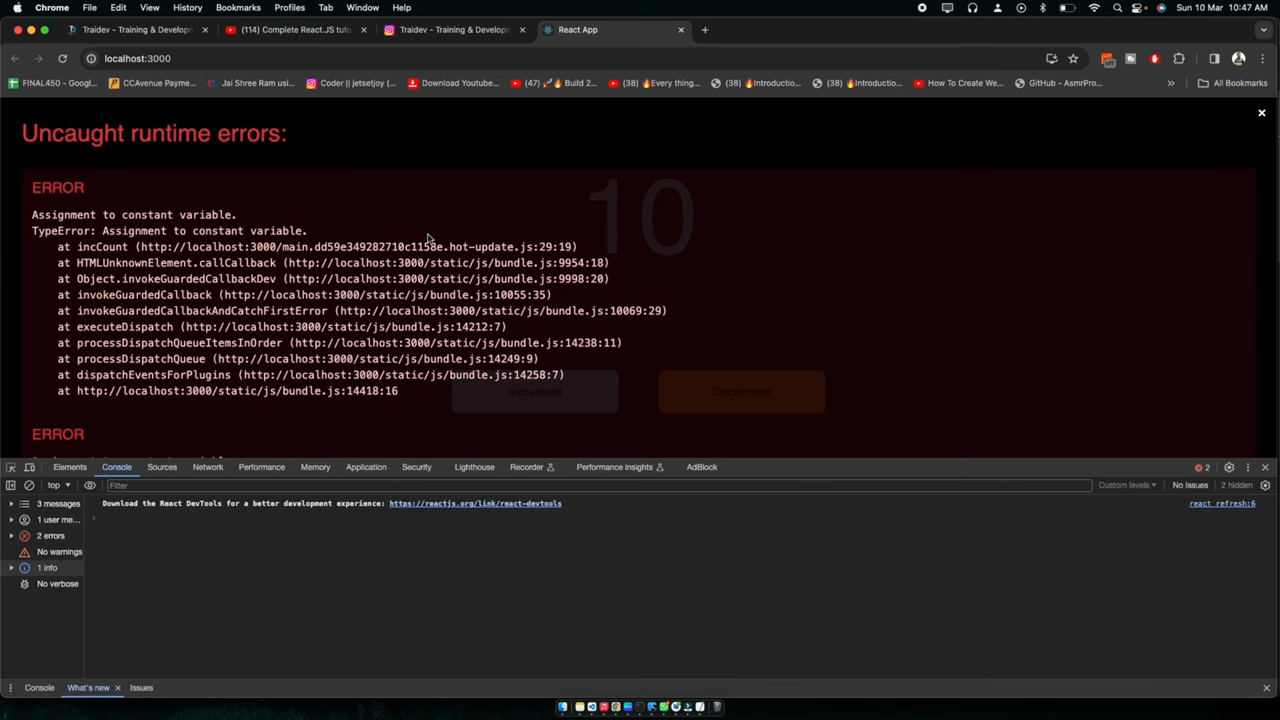 Chrome File Edit View History Bookmarks Profiles Tab Window Help Sun 10 Mar 10:47 AM
Traidev - Training & Developm (114) Complete React.JS tuto Traidev - Training & Developm React App
localhost:3000
FINAL450 - Googl... CCAvenue Payme... Jai Shree Ram usi... Coder || jetsetjoy (... Download Youtube... (47) 🚀🔥 Build 2... (38) 🔥Every thing... (38) 🔥Introductio... (38) 🔥Introductio... How To Create We... GitHub - AsmrPro... » All Bookmarks
Uncaught runtime errors:
ERROR
10
Assignment to constant variable.
TypeError: Assignment to constant variable.
at incCount (http://localhost:3000/main.dd59e349282710c1158e.hot-update.js:29:19)
at HTMLUnknownElement.callCallback (http://localhost:3000/static/js/bundle.js:9954:18)
at Object.invokeGuardedCallbackDev (http://localhost:3000/static/js/bundle.js:9998:20)
at invokeGuardedCallback (http://localhost:3000/static/js/bundle.js:10055:35)
at invokeGuardedCallbackAndCatchFirstError (http://localhost:3000/static/js/bundle.js:10069:29)
at executeDispatch (http://localhost:3000/static/js/bundle.js:14212:7)
at processDispatchQueueItemsInOrder (http://localhost:3000/static/js/bundle.js:14238:11)
at processDispatchQueue (http://localhost:3000/static/js/bundle.js:14249:9)
at dispatchEventsForPlugins (http://localhost:3000/static/js/bundle.js:14258:7)
at http://localhost:3000/static/js/bundle.js:14418:16
Increment Decrement
ERROR
Elements Console Sources Network Performance Memory Application Security Lighthouse Recorder Performance insights AdBlock 2
top Filter Custom levels No Issues 2 hidden
3 messages
Download the React DevTools for a better development experience: https://reactjs.org/link/react-devtools react refresh:6
1 user me...
2 errors
No warnings
1 info
No verbose
Console What's new Issues